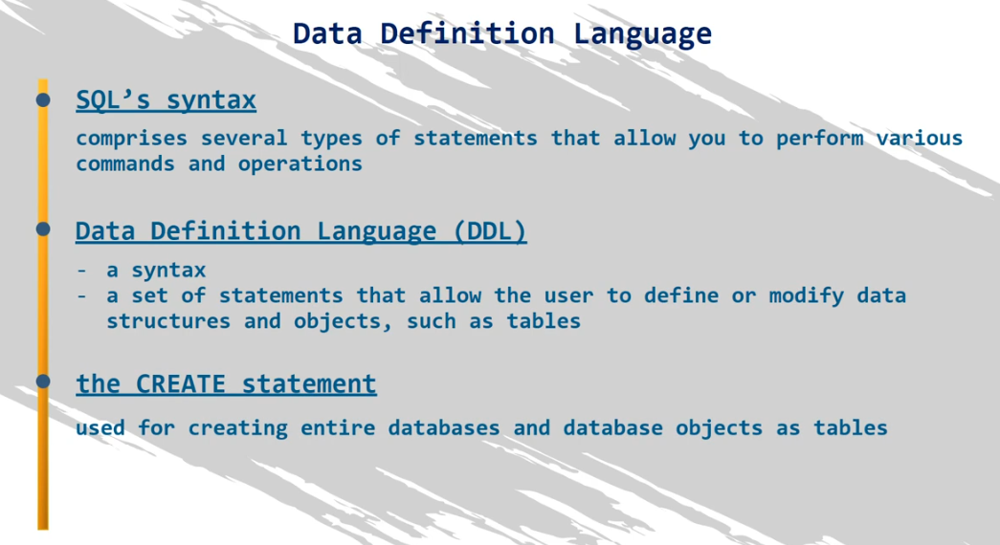 Data Definition Language
SQL’s syntax
comprises several types of statements that allow you to perform various
commands and operations
Data Definition Language (DDL)
- a syntax
- a set of statements that allow the user to define or modify data
structures and objects, such as tables
the CREATE statement
used for creating entire databases and database objects as tables